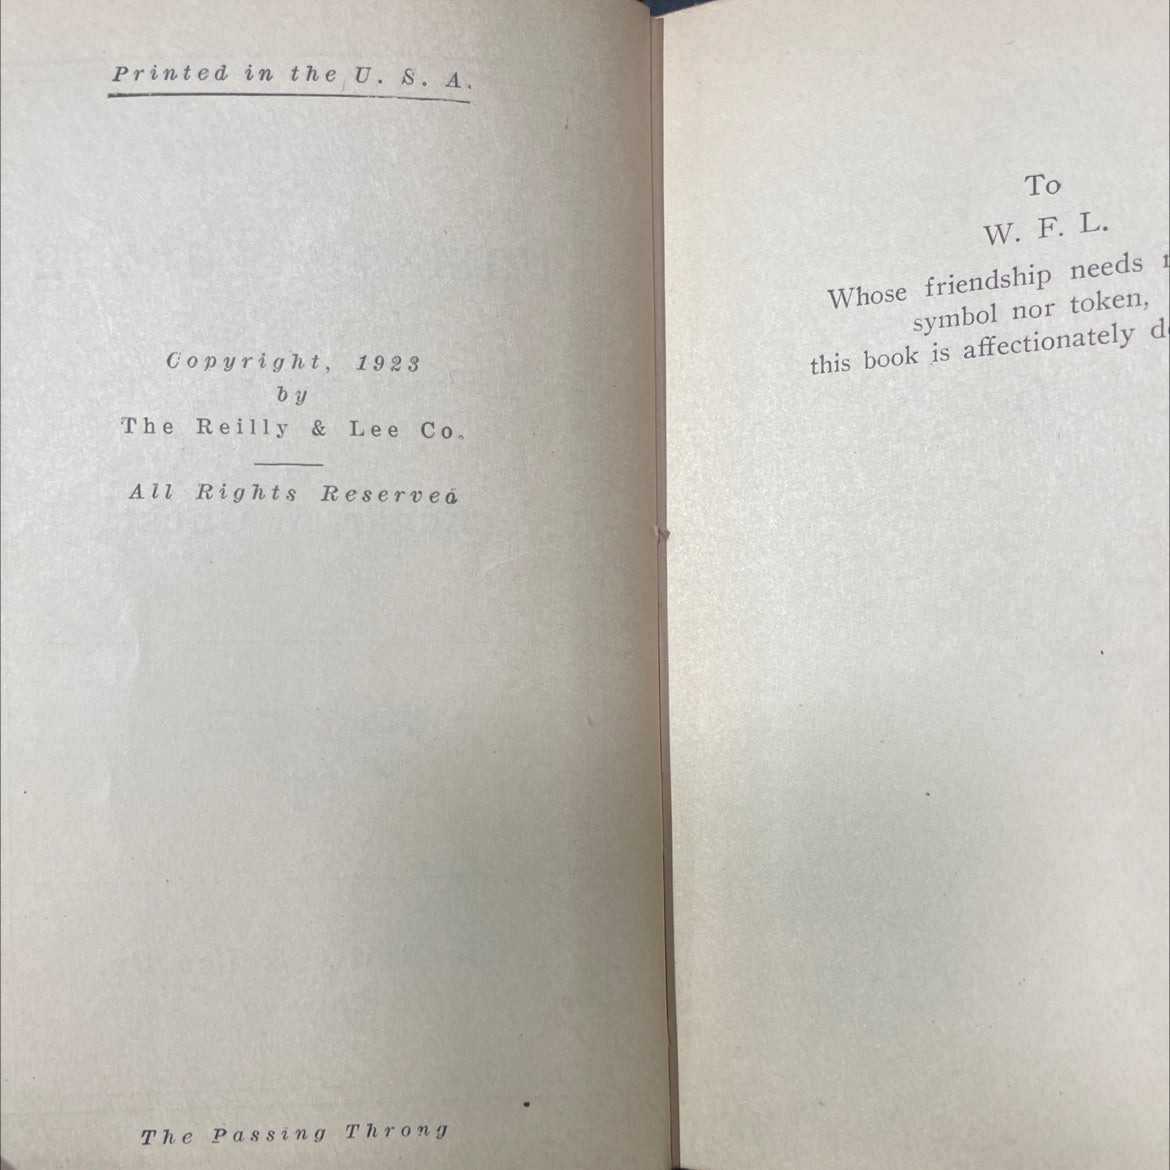 Printed in the U. S. A.
Copyright, 1923
by
The Reilly & Lee Co.
All Rights Reserved
The Passing Throng
To
W. F. L.
Whose friendship needs
symbol nor token,
this book is affectionately